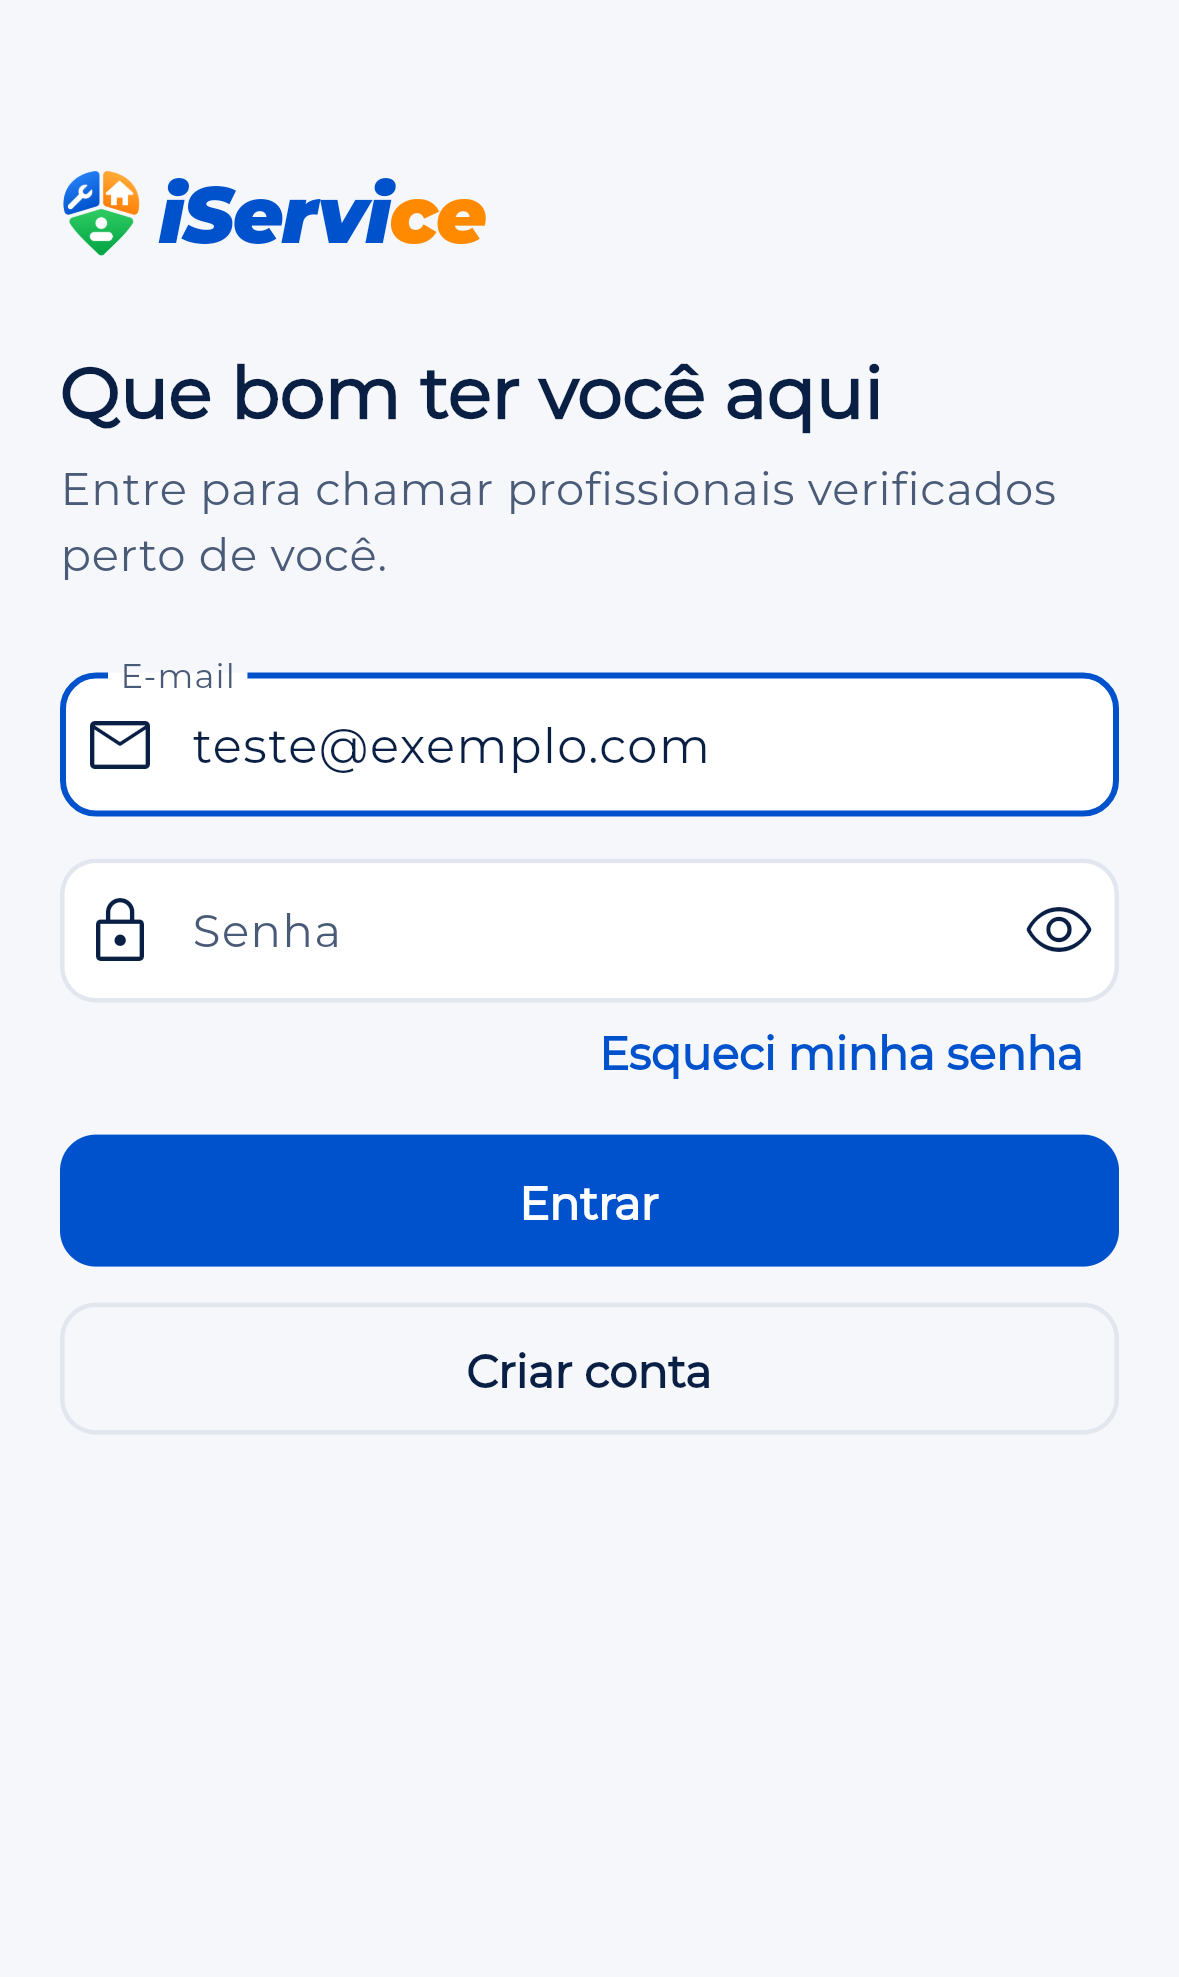 iService
Que bom ter você aqui
Entre para chamar profissionais verificados
perto de você.
E-mail
teste@exemplo.com
Senha
Esqueci minha senha
Entrar
Criar conta